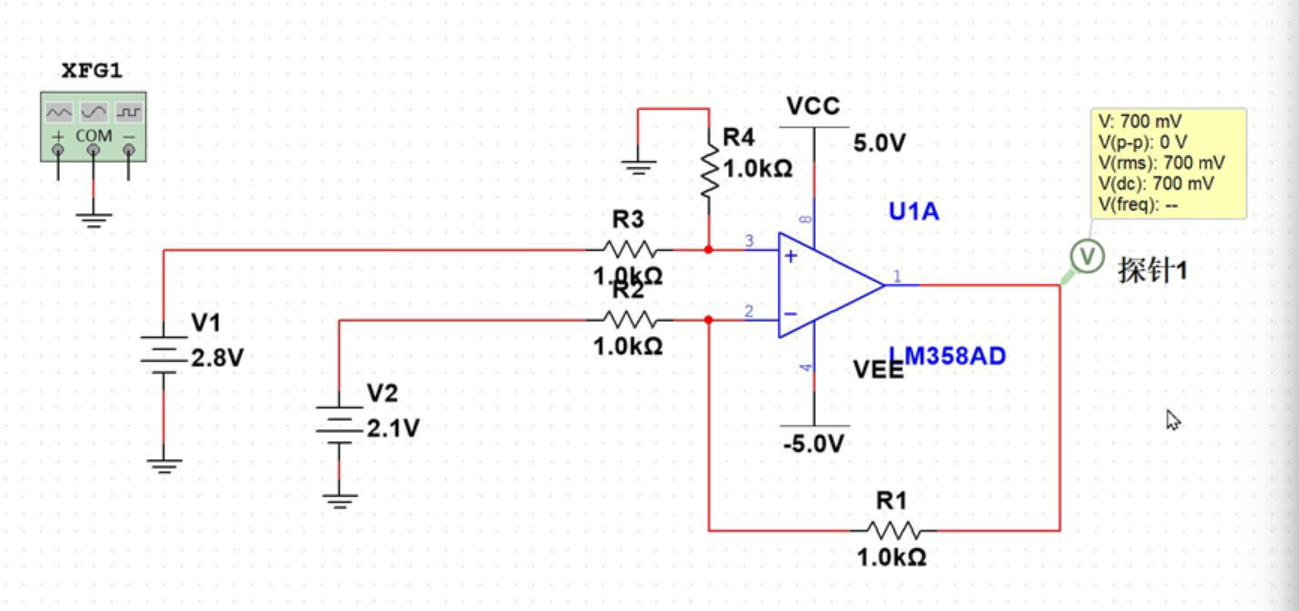 XFG1
+ COM −
VCC
5.0V
R4
1.0kΩ
V: 700 mV
V(p-p): 0 V
V(rms): 700 mV
V(dc): 700 mV
V(freq): --
8
U1A
R3
1.0kΩ
3
+
V
探针1
1
R2
1.0kΩ
2
−
V1
2.8V
4
VEE
LM358AD
-5.0V
V2
2.1V
R1
1.0kΩ